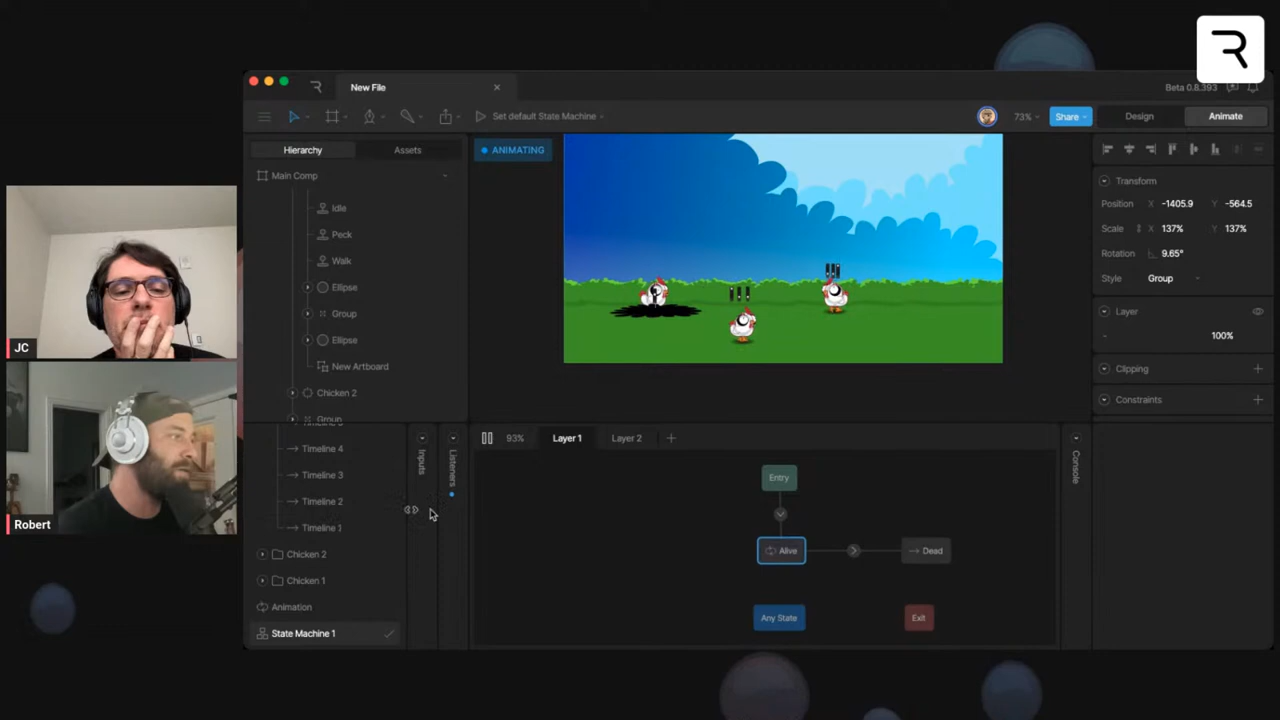 New File
Beta 0.8.393
Set default State Machine
73%
Share
Design
Animate
Hierarchy
Assets
ANIMATING
Main Comp
Idle
Peck
Walk
Ellipse
Group
Ellipse
New Artboard
Chicken 2
Group
Transform
Position
X
-1405.9
Y
-564.5
Scale
X
137%
Y
137%
Rotation
9.65°
Style
Group
Layer
-
100%
Clipping
Constraints
Timeline 4
Timeline 3
Timeline 2
Timeline 1
Chicken 2
Chicken 1
Animation
State Machine 1
Inputs
Listeners
93%
Layer 1
Layer 2
Entry
Alive
Dead
Any State
Exit
Console
JC
Robert